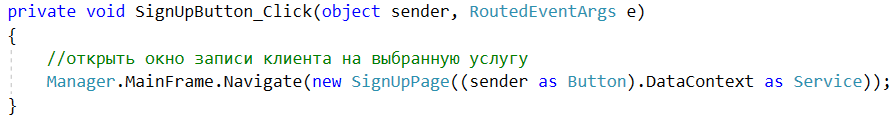 private void SignUpButton_Click(object sender, RoutedEventArgs e)
{
//открыть окно записи клиента на выбранную услугу
Manager.MainFrame.Navigate(new SignUpPage((sender as Button).DataContext as Service));
}